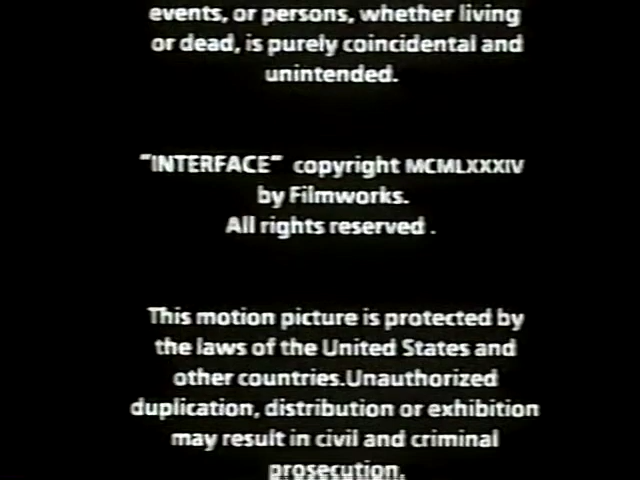 events, or persons, whether living
or dead, is purely coincidental and
unintended.
"INTERFACE" copyright MCMLXXXIV
by Filmworks.
All rights reserved .
This motion picture is protected by
the laws of the United States and
other countries.Unauthorized
duplication, distribution or exhibition
may result in civil and criminal
prosecution.